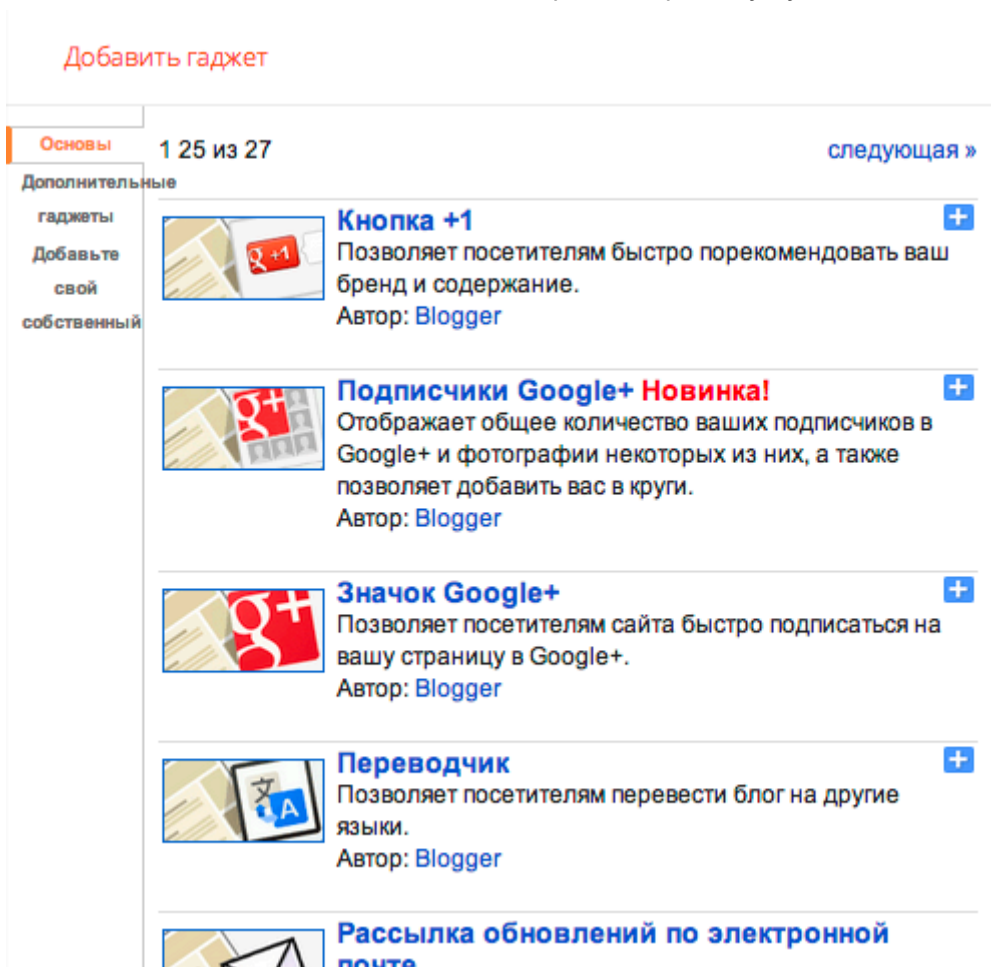 Добавить гаджет
Основы
Дополнительные
гаджеты
Добавьте
свой
собственный
1 25 из 27
следующая »
Кнопка +1
Позволяет посетителям быстро порекомендовать ваш
бренд и содержание.
Автор: Blogger
Подписчики Google+ Новинка!
Отображает общее количество ваших подписчиков в
Google+ и фотографии некоторых из них, а также
позволяет добавить вас в круги.
Автор: Blogger
Значок Google+
Позволяет посетителям сайта быстро подписаться на
вашу страницу в Google+.
Автор: Blogger
Переводчик
Позволяет посетителям перевести блог на другие
языки.
Автор: Blogger
Рассылка обновлений по электронной
почте